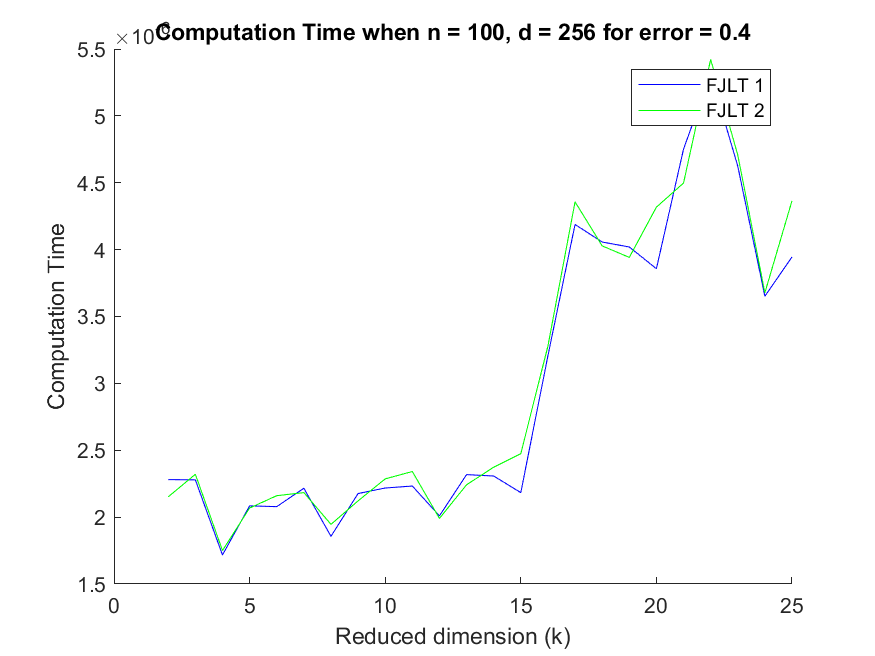 ×10
Computation Time when n = 100, d = 256 for error = 0.4
5.5
5
4.5
4
3.5
3
2.5
2
1.5
Computation Time
FJLT 1
FJLT 2
0 5 10 15 20 25
Reduced dimension (k)